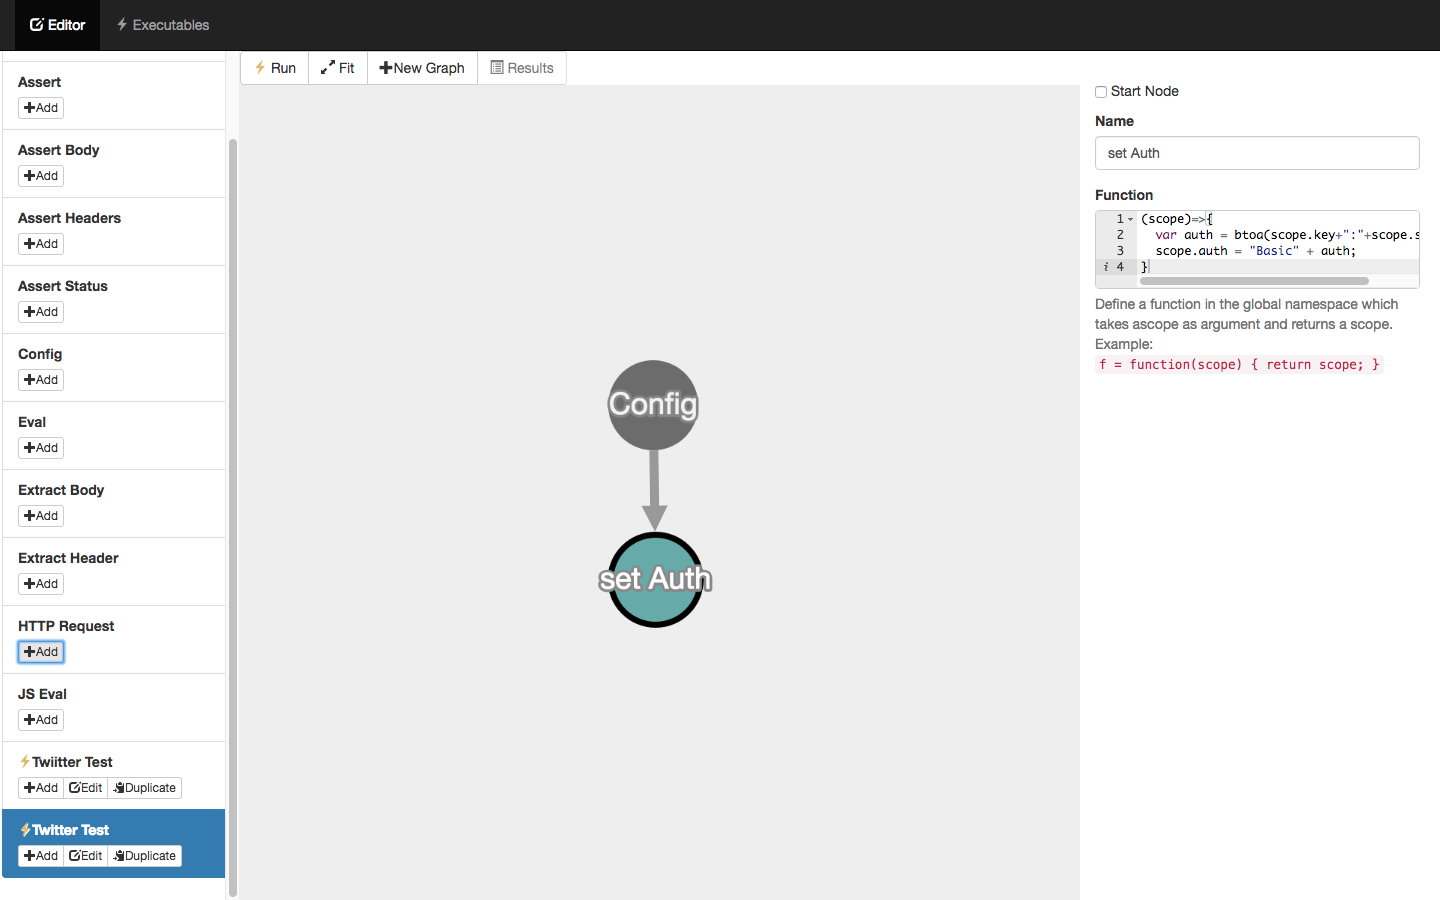 Editor
Executables
Assert
Add
Assert Body
Add
Assert Headers
Add
Assert Status
Add
Config
Add
Eval
Add
Extract Body
Add
Extract Header
Add
HTTP Request
Add
JS Eval
Add
Twiitter Test
Add Edit Duplicate
Twitter Test
Add Edit Duplicate
Run Fit New Graph Results
Config
set Auth
Start Node
Name
set Auth
Function
1 (scope)=>{
2 var auth = btoa(scope.key+":"+scope.s
3 scope.auth = "Basic" + auth;
i 4 }
Define a function in the global namespace which
takes ascope as argument and returns a scope.
Example:
f = function(scope) { return scope; }